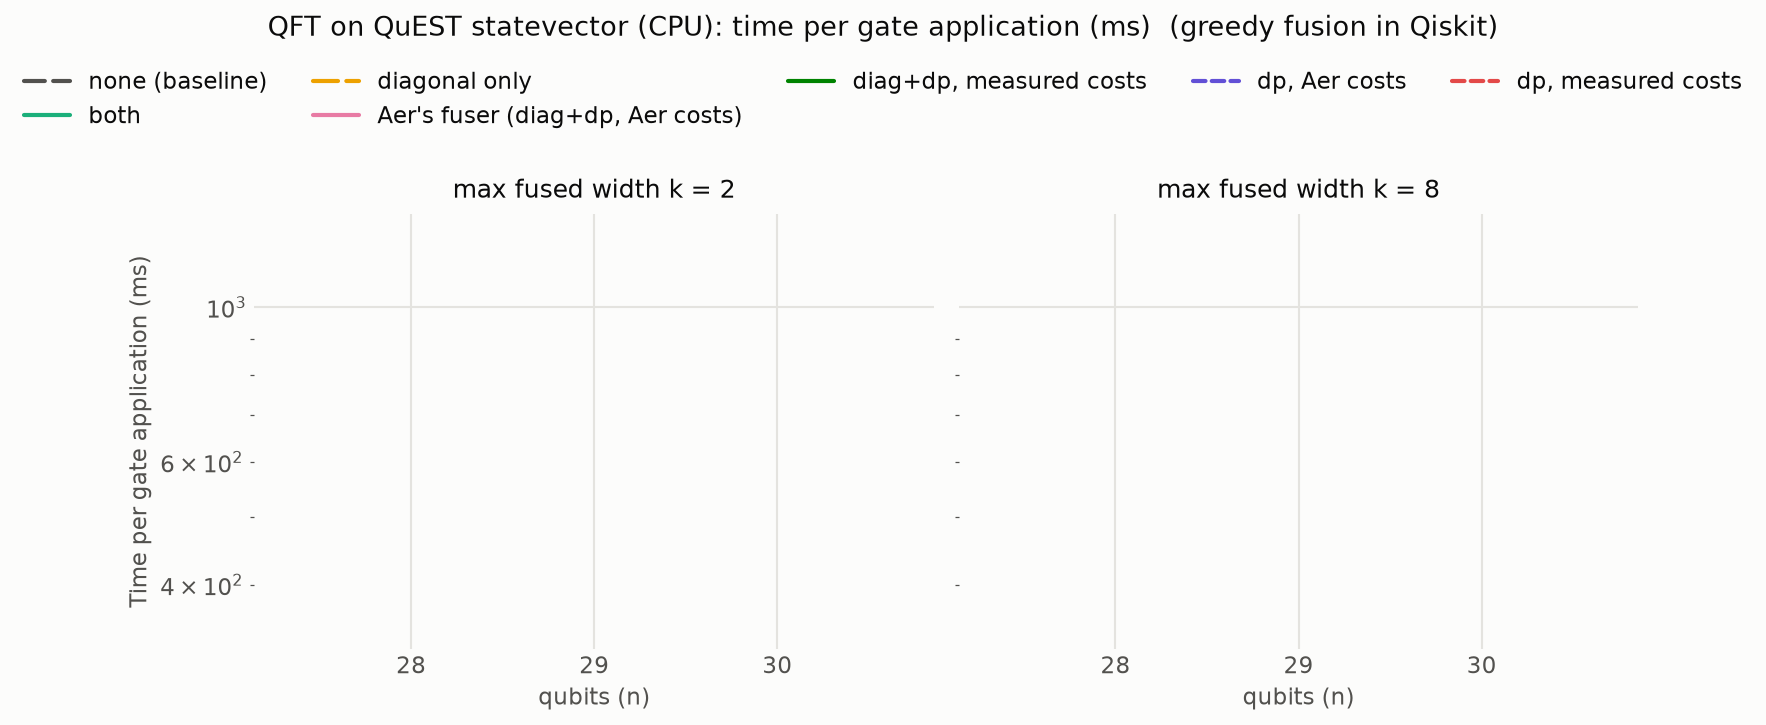 QFT on QuEST statevector (CPU): time per gate application (ms)  (greedy fusion in Qiskit)
none (baseline) diagonal only diag+dp, measured costs dp, Aer costs dp, measured costs
both Aer's fuser (diag+dp, Aer costs)
max fused width k = 2 max fused width k = 8
Time per gate application (ms)
10³
6 × 10²
4 × 10²
28 29 30 28 29 30
qubits (n) qubits (n)